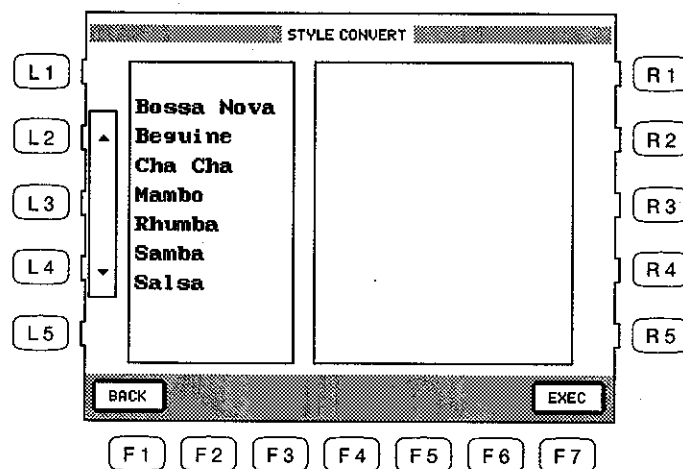 STYLE CONVERT
L1
R1
Bossa Nova
L2
Beguine
R2
Cha Cha
L3
Mambo
R3
Rhumba
Samba
L4
R4
Salsa
L5
R5
BACK
EXEC
F1 F2 F3 F4 F5 F6 F7